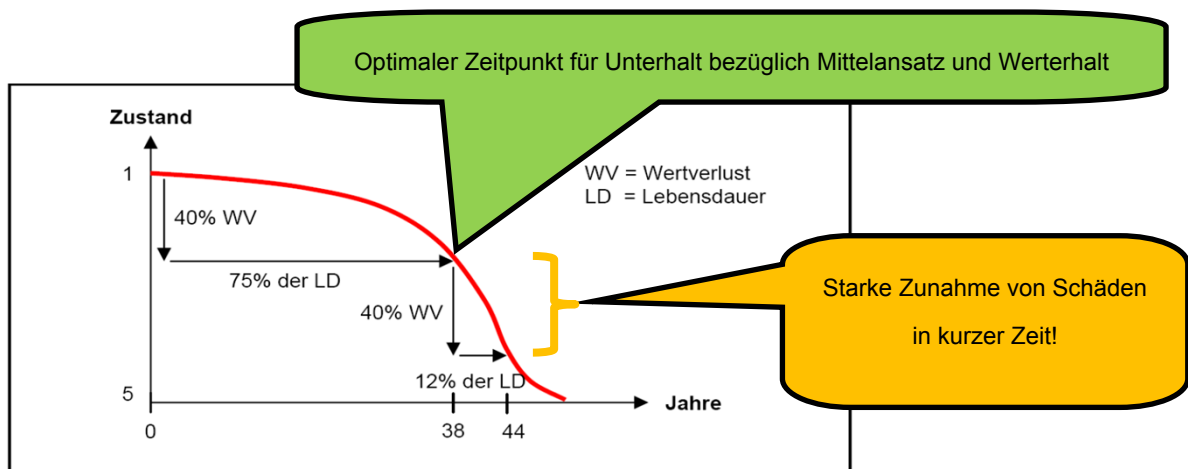 Optimaler Zeitpunkt für Unterhalt bezüglich Mittelansatz und Werterhalt
Zustand
WV = Wertverlust
LD = Lebensdauer
1
40% WV
75% der LD
40% WV
12% der LD
Starke Zunahme von Schäden
in kurzer Zeit!
5
Jahre
0
38
44